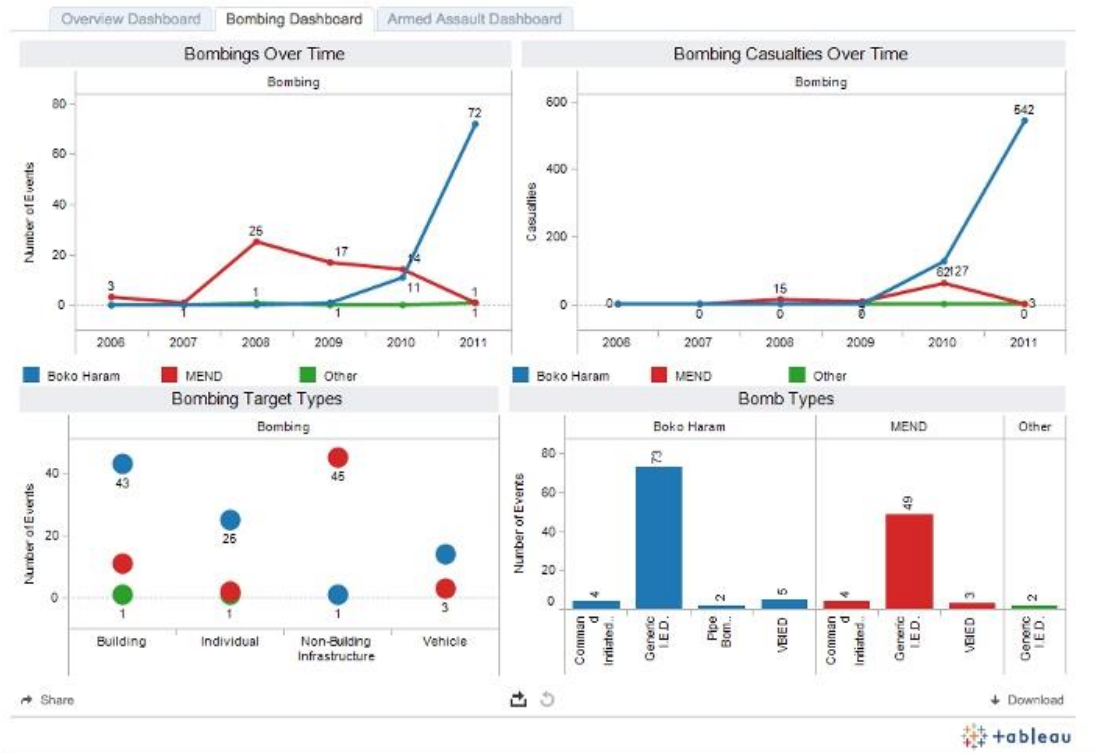 Overview Dashboard Bombing Dashboard Armed Assault Dashboard
Bombings Over Time
Bombing
Number of Events
80
60
40
20
0
3
1
25
1
17
1
14
11
72
1
1
2006 2007 2008 2009 2010 2011
Boko Haram MEND Other
Bombing Casualties Over Time
Bombing
Casualties
600
400
200
0
0
0
15
0
0
127
542
3
0
2006 2007 2008 2009 2010 2011
Boko Haram MEND Other
Bombing Target Types
Bombing
Number of Events
40
20
0
43
1
25
1
45
1
3
Building Individual Non-Building Vehicle
Infrastructure
Bomb Types
Boko Haram MEND Other
Number of Events
80
60
40
20
0
4
73
2
5
4
49
3
2
Comman
d
Initiated..
Generic
I.E.D.
Pipe
Bom..
VBIED
Comman
d
Initiated..
Generic
I.E.D.
VBIED
Generic
I.E.D.
Share
Download
+ableau